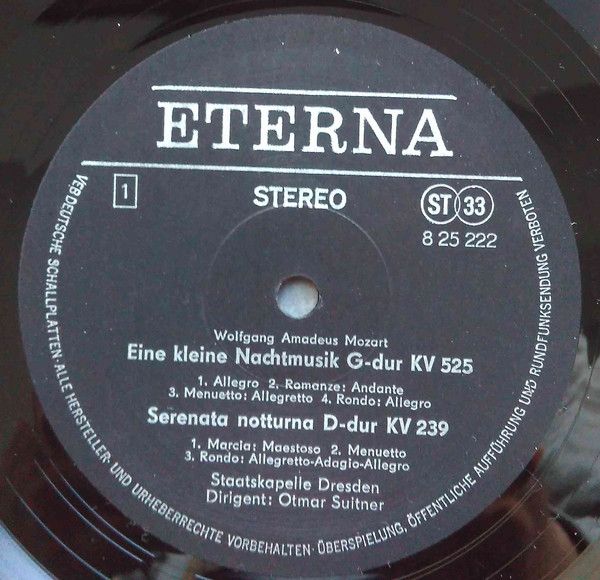 ETERNA
1
STEREO
ST 33
8 25 222
Wolfgang Amadeus Mozart
Eine kleine Nachtmusik G-dur KV 525
1. Allegro 2. Romanze: Andante
3. Menuetto: Allegretto 4. Rondo: Allegro
Serenata notturna D-dur KV 239
1. Marcia: Maestoso 2. Menuetto
3. Rondo: Allegretto-Adagio-Allegro
Staatskapelle Dresden
Dirigent: Otmar Suitner
VEB DEUTSCHE SCHALLPLATTEN · ALLE HERSTELLER- UND URHEBERRECHTE VORBEHALTEN · ÜBERSPIELUNG, ÖFFENTLICHE AUFFÜHRUNG UND RUNDFUNKSENDUNG VERBOTEN